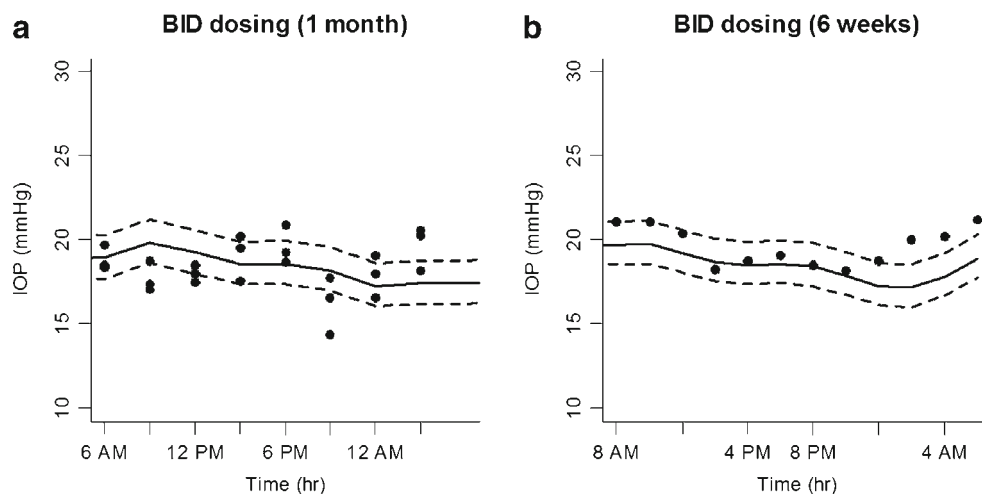 a
BID dosing (1 month)
IOP (mmHg)
30
25
20
15
10
6 AM
12 PM
6 PM
12 AM
Time (hr)
b
BID dosing (6 weeks)
IOP (mmHg)
30
25
20
15
10
8 AM
4 PM
8 PM
4 AM
Time (hr)